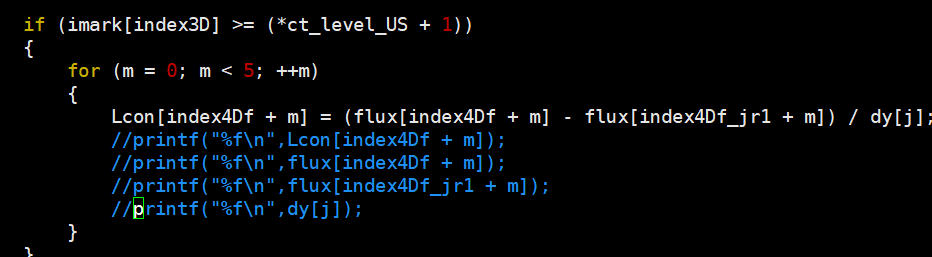 if (imark[index3D] >= (*ct_level_US + 1))
{
    for (m = 0; m < 5; ++m)
    {
        Lcon[index4Df + m] = (flux[index4Df + m] - flux[index4Df_jr1 + m]) / dy[j];
        //printf("%f\n",Lcon[index4Df + m]);
        //printf("%f\n",flux[index4Df + m]);
        //printf("%f\n",flux[index4Df_jr1 + m]);
        //printf("%f\n",dy[j]);
    }
}